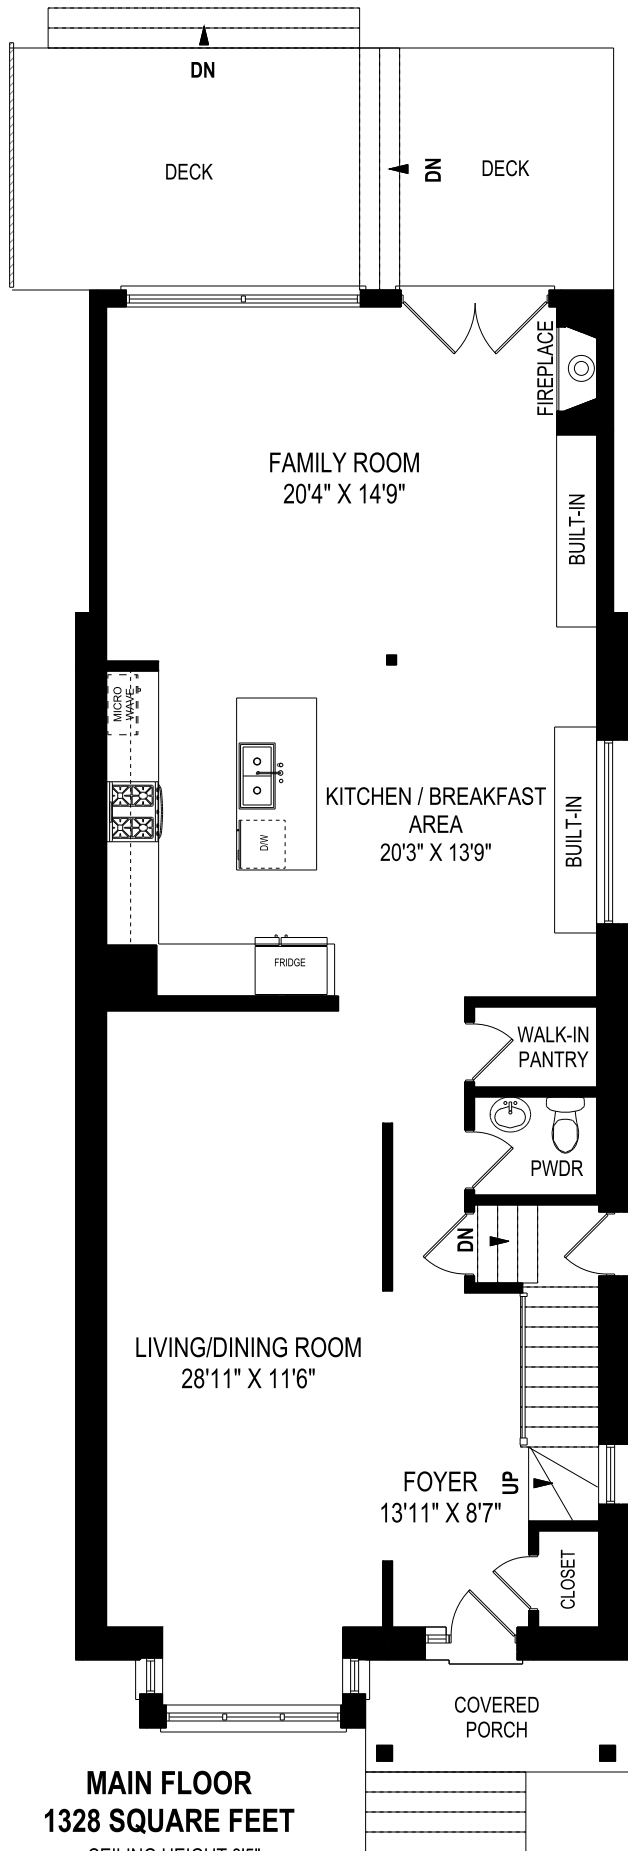 DN
DECK
DN
DECK
FIREPLACE
FAMILY ROOM
20'4" X 14'9"
BUILT-IN
MICRO
WAVE
KITCHEN / BREAKFAST
AREA
20'3" X 13'9"
BUILT-IN
D/W
FRIDGE
WALK-IN
PANTRY
PWDR
DN
LIVING/DINING ROOM
28'11" X 11'6"
FOYER
13'11" X 8'7"
UP
CLOSET
COVERED
PORCH
MAIN FLOOR
1328 SQUARE FEET
CEILING HEIGHT